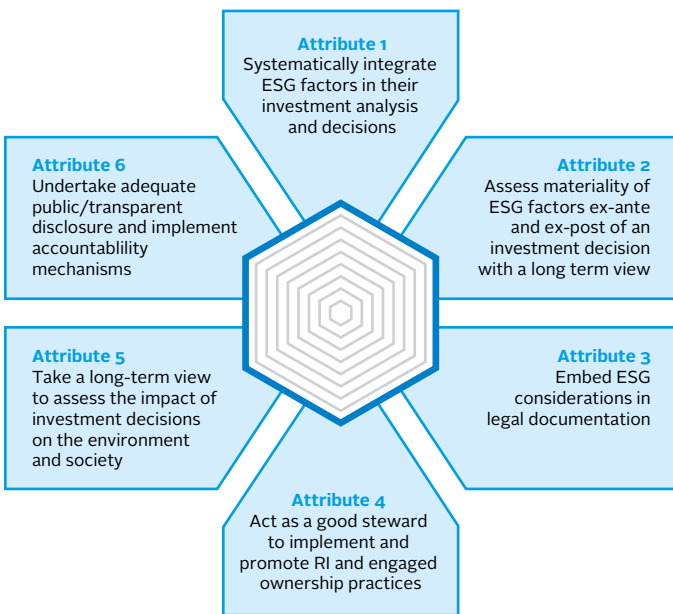 Attribute 1
Systematically integrate
ESG factors in their
investment analysis
and decisions
Attribute 2
Assess materiality of
ESG factors ex-ante
and ex-post of an
investment decision
with a long term view
Attribute 3
Embed ESG
considerations in
legal documentation
Attribute 4
Act as a good steward
to implement and
promote RI and engaged
ownership practices
Attribute 5
Take a long-term view
to assess the impact of
investment decisions
on the environment
and society
Attribute 6
Undertake adequate
public/transparent
disclosure and implement
accountablility
mechanisms